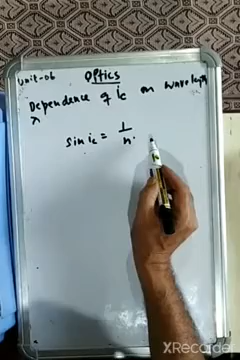 Unit-06
Optics
Dependence of ic on wavelength
λ
sin ic = 1/n.
XRecorder